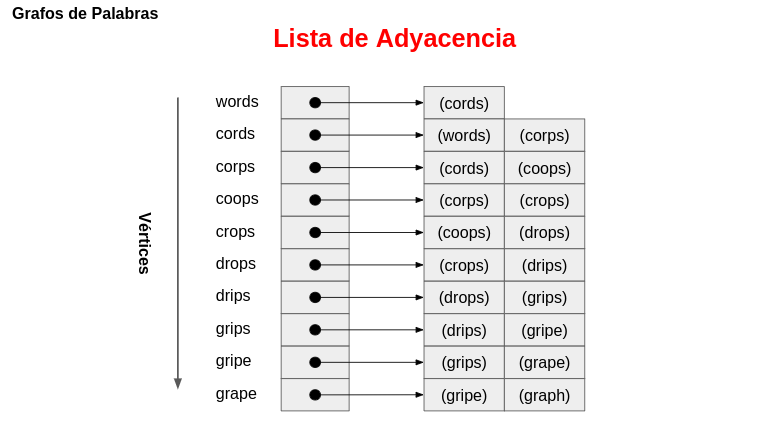 Grafos de Palabras
Lista de Adyacencia
Vértices
words (cords)
cords (words) (corps)
corps (cords) (coops)
coops (corps) (crops)
crops (coops) (drops)
drops (crops) (drips)
drips (drops) (grips)
grips (drips) (gripe)
gripe (grips) (grape)
grape (gripe) (graph)